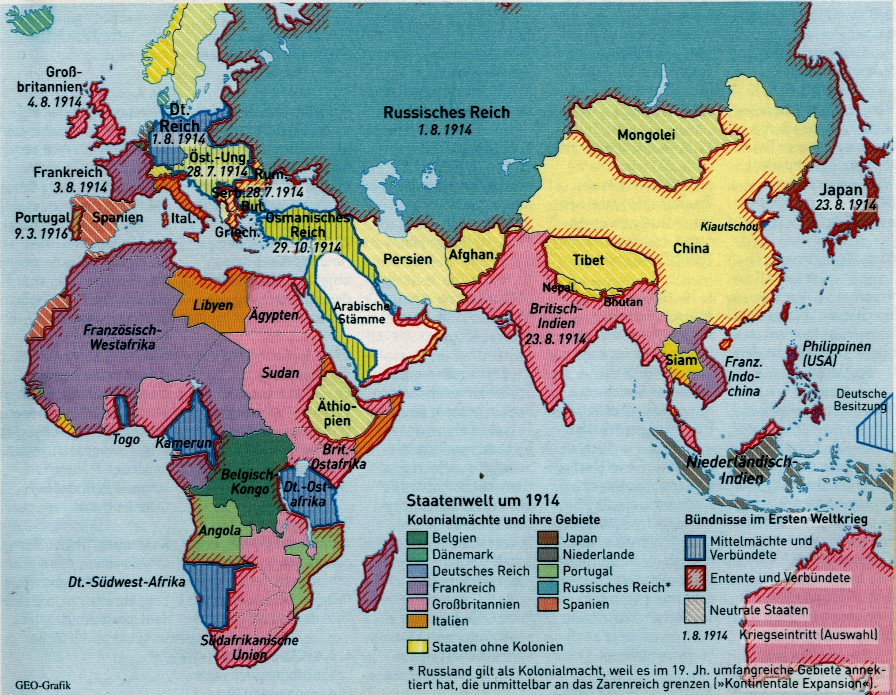 Groß-
britannien
4.8.1914
Dt.
Reich
1.8.1914
Russisches Reich
1.8.1914
Mongolei
Öst.-Ung.
28.7.1914
Frankreich
3.8.1914
Rum.
Serb.
28.7.1914
Bul.
Portugal
9.3.1916
Spanien
Ital.
Griech.
Osmanisches
Reich
29.10.1914
Japan
23.8.1914
Kiautschou
China
Persien
Afghan.
Tibet
Nepal
Bhutan
Arabische
Stämme
Britisch-
Indien
23.8.1914
Libyen
Ägypten
Französisch-
Westafrika
Sudan
Siam
Franz.
Indo-
china
Philippinen
(USA)
Deutsche
Besitzung
Äthio-
pien
Togo
Kamerun
Brit.-
Ostafrika
Belgisch-
Kongo
Dt.-Ost-
afrika
Niederländisch-
Indien
Angola
Dt.-Südwest-Afrika
Südafrikanische
Union
Staatenwelt um 1914
Kolonialmächte und ihre Gebiete
Belgien
Dänemark
Deutsches Reich
Frankreich
Großbritannien
Italien
Japan
Niederlande
Portugal
Russisches Reich*
Spanien
Staaten ohne Kolonien
Bündnisse im Ersten Weltkrieg
Mittelmächte und
Verbündete
Entente und Verbündete
Neutrale Staaten
1.8.1914 Kriegseintritt (Auswahl)
* Russland gilt als Kolonialmacht, weil es im 19. Jh. umfangreiche Gebiete annek-
tiert hat, die unmittelbar an das Zarenreich grenzen (»Kontinentale Expansion«).
GEO-Grafik